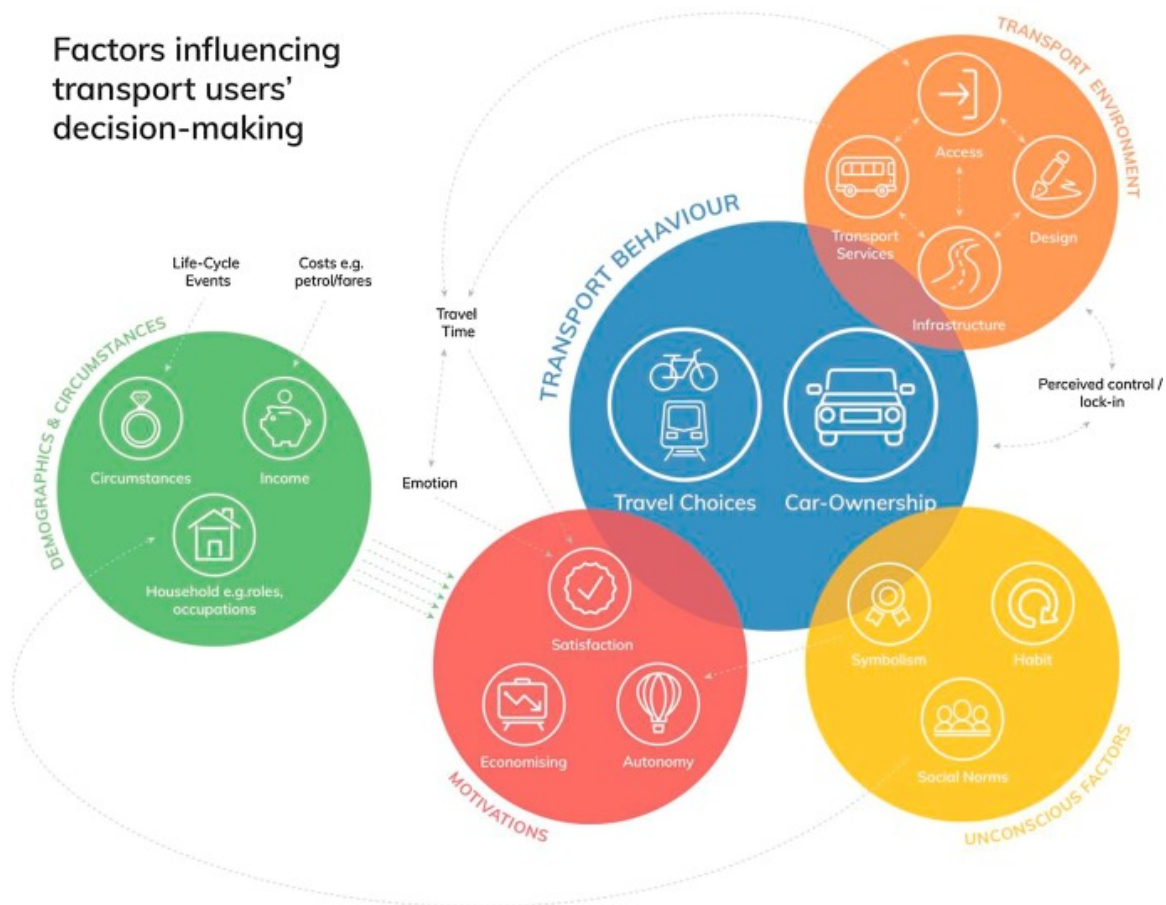 Factors influencing
transport users'
decision-making
TRANSPORT ENVIRONMENT
Access
Transport
Services
Design
Infrastructure
TRANSPORT BEHAVIOUR
Travel Choices
Car-Ownership
Life-Cycle
Events
Costs e.g.
petrol/fares
Travel
Time
Perceived control /
lock-in
DEMOGRAPHICS & CIRCUMSTANCES
Circumstances
Income
Household e.g.roles,
occupations
Emotion
Satisfaction
Economising
Autonomy
MOTIVATIONS
Symbolism
Habit
Social Norms
UNCONSCIOUS FACTORS